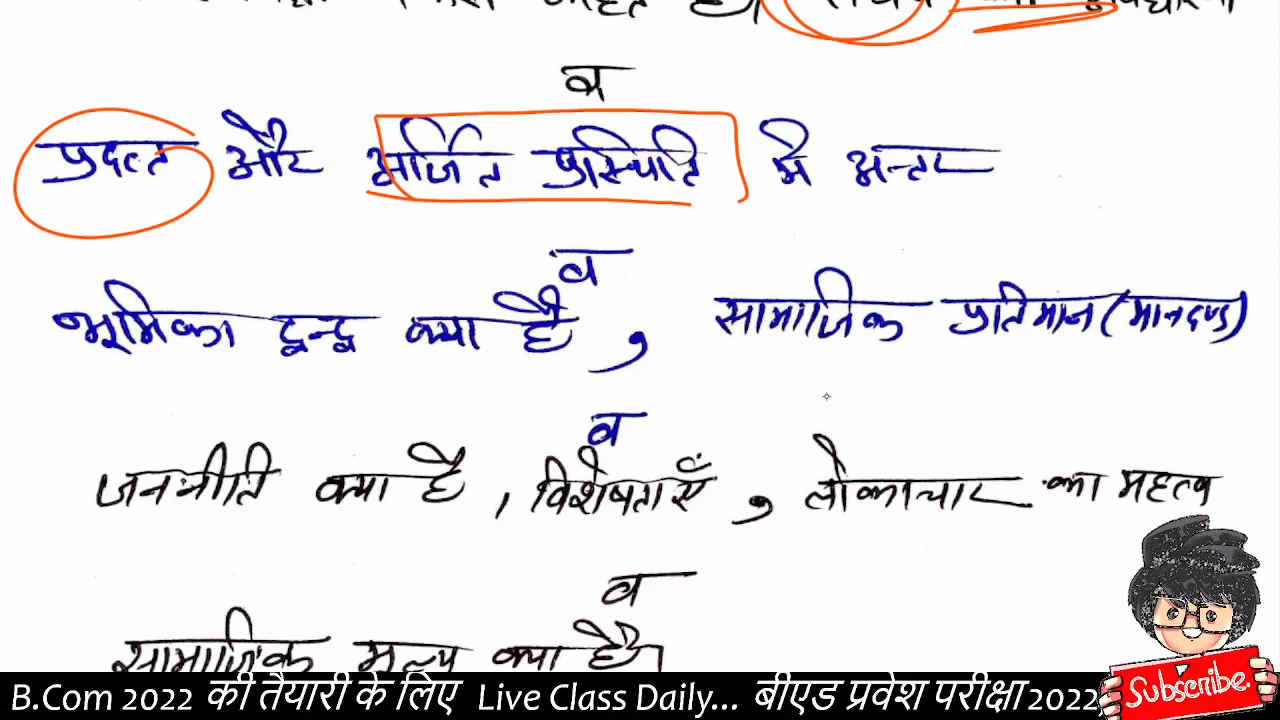 व
प्रदत्त और अर्जित प्रस्थिति में अन्तर
व
भूमिका द्वन्द्व क्या है, सामाजिक प्रतिमान (मानदण्ड)
व
जननीति क्या है, विशेषताएँ, लोकाचार का महत्व
व
सामाजिक मूल्य क्या है?
B.Com 2022 की तैयारी के लिए Live Class Daily... बीएड प्रवेश परीक्षा 2022
Subscribe.